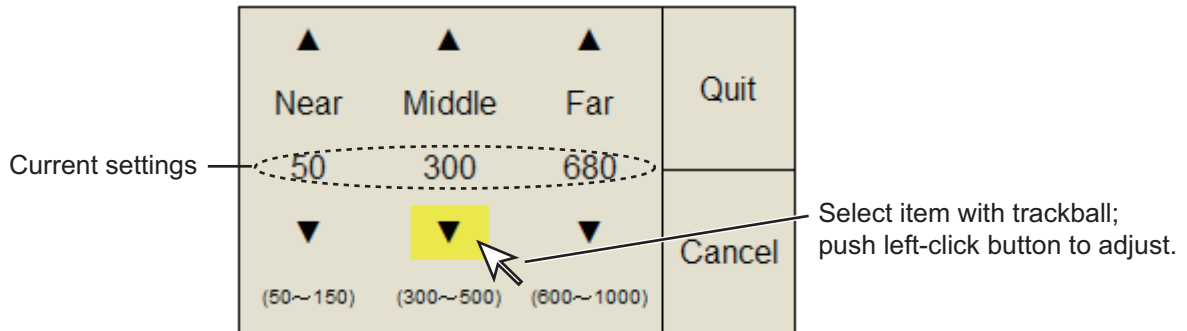 ▲ ▲ ▲
Near Middle Far
Quit
Current settings
50 300 680
Select item with trackball;
push left-click button to adjust.
▼ ▼ ▼
Cancel
(50~150) (300~500) (600~1000)